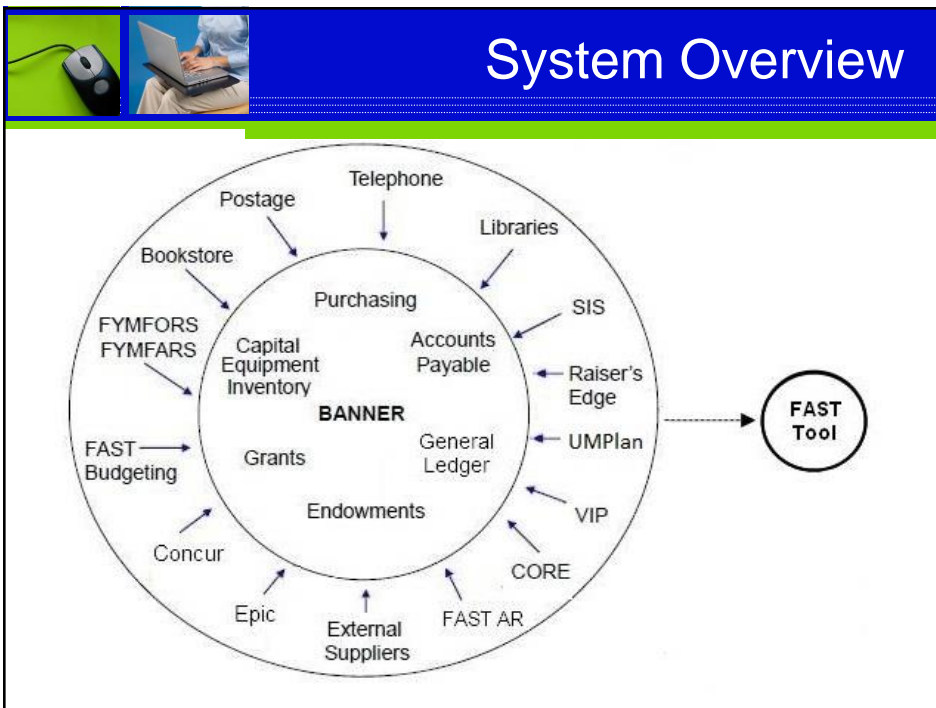 System Overview
Telephone
Postage
Libraries
Bookstore
SIS
FYMFORS
FYMFARS
Raiser's
Edge
FAST
Budgeting
UMPlan
VIP
Concur
CORE
Epic
External
Suppliers
FAST AR
Purchasing
Capital
Equipment
Inventory
Accounts
Payable
BANNER
Grants
General
Ledger
Endowments
FAST
Tool